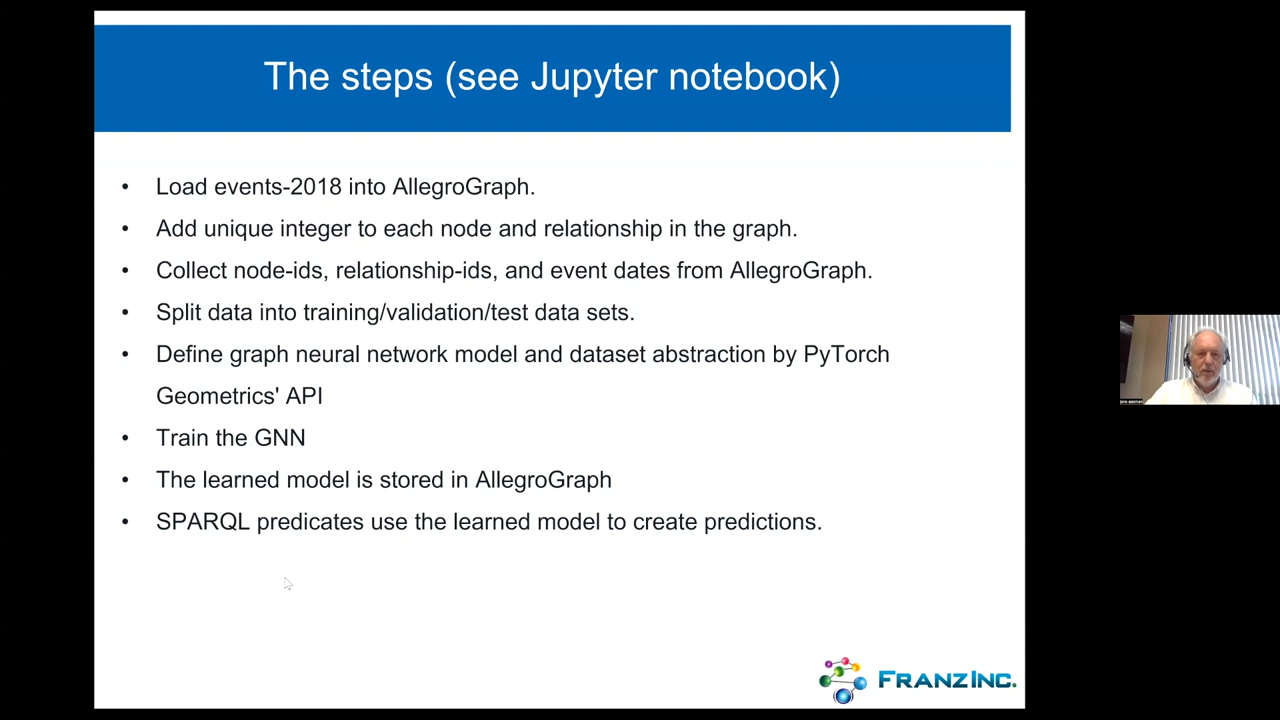 The steps (see Jupyter notebook)
• Load events-2018 into AllegroGraph.
• Add unique integer to each node and relationship in the graph.
• Collect node-ids, relationship-ids, and event dates from AllegroGraph.
• Split data into training/validation/test data sets.
• Define graph neural network model and dataset abstraction by PyTorch
Geometrics' API
• Train the GNN
• The learned model is stored in AllegroGraph
• SPARQL predicates use the learned model to create predictions.
FRANZINC.